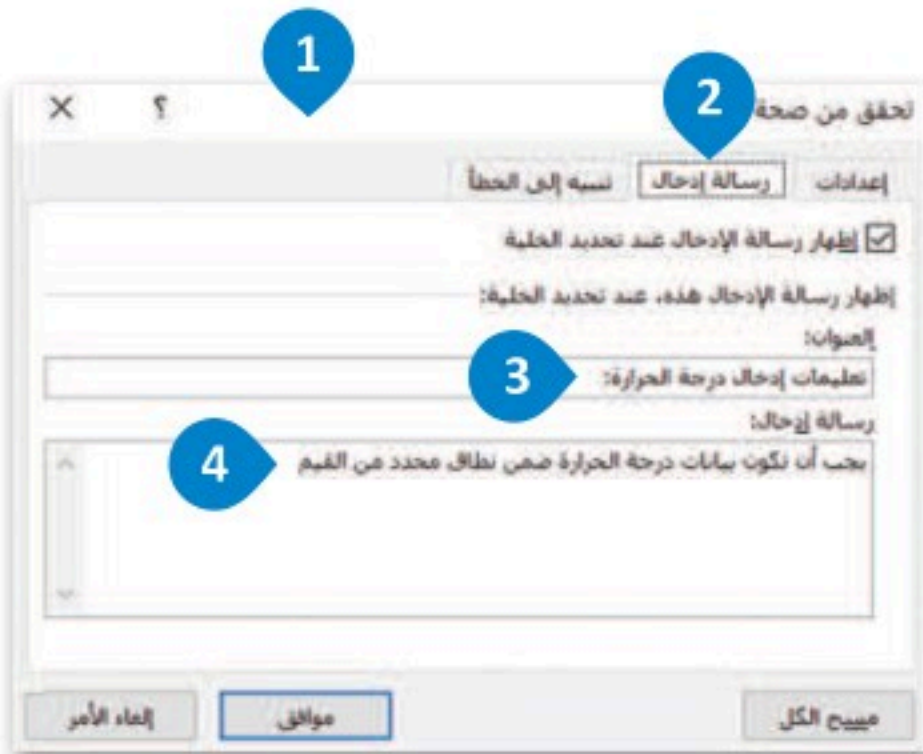 1
؟
تحقق من صحة
2
إعدادات
رسالة إدخال
تنبيه إلى الخطأ
إظهار رسالة الإدخال عند تحديد الخلية
إظهار رسالة الإدخال هذه، عند تحديد الخلية:
العنوان:
تعليمات إدخال درجة الحرارة:
3
رسالة إدخال:
يجب أن تكون بيانات درجة الحرارة ضمن نطاق محدد من القيم
4
مسح الكل
موافق
إلغاء الأمر